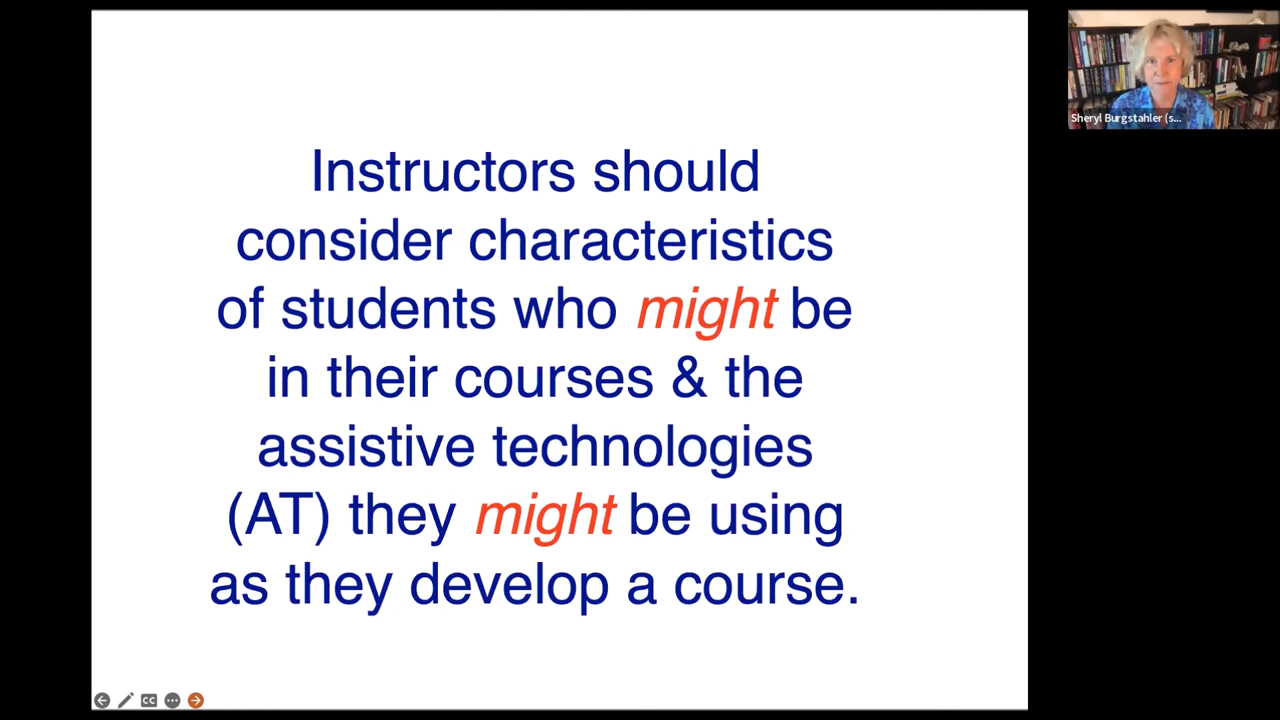 Instructors should
consider characteristics
of students who might be
in their courses & the
assistive technologies
(AT) they might be using
as they develop a course.
Sheryl Burgstahler (s...
CC